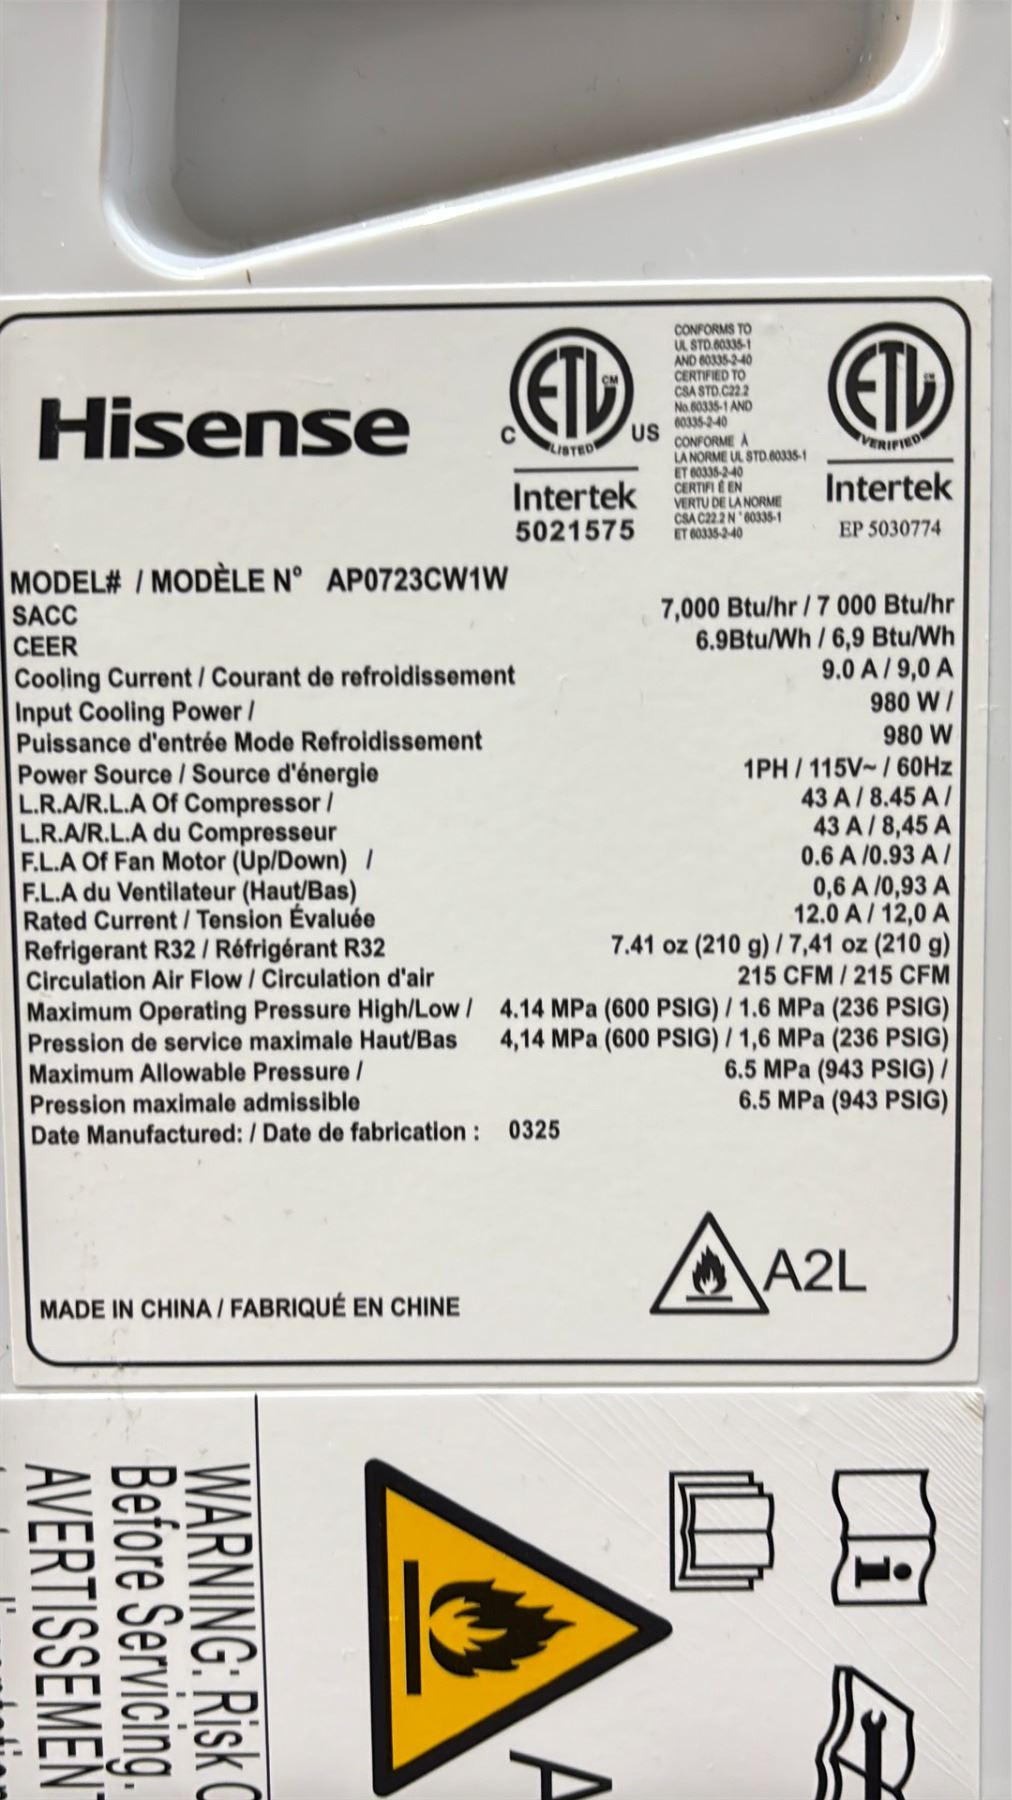 Hisense
ETL CM
LISTED
C US
Intertek
5021575
CONFORMS TO
UL STD.60335-1
AND 60335-2-40
CERTIFIED TO
CSA STD.C22.2
No.60335-1 AND
60335-2-40
CONFORME À
LA NORME UL STD.60335-1
ET 60335-2-40
CERTIFI É EN
VERTU DE LA NORME
CSA C22.2 N ° 60335-1
ET 60335-2-40
ETL CM
VERIFIED
Intertek
EP 5030774
MODEL# / MODÈLE N° AP0723CW1W
SACC 7,000 Btu/hr / 7 000 Btu/hr
CEER 6.9Btu/Wh / 6,9 Btu/Wh
Cooling Current / Courant de refroidissement 9.0 A / 9,0 A
Input Cooling Power / 980 W /
Puissance d'entrée Mode Refroidissement 980 W
Power Source / Source d'énergie 1PH / 115V~ / 60Hz
L.R.A/R.L.A Of Compressor / 43 A / 8.45 A /
L.R.A/R.L.A du Compresseur 43 A / 8,45 A
F.L.A Of Fan Motor (Up/Down) / 0.6 A /0.93 A /
F.L.A du Ventilateur (Haut/Bas) 0,6 A /0,93 A
Rated Current / Tension Évaluée 12.0 A / 12,0 A
Refrigerant R32 / Réfrigérant R32 7.41 oz (210 g) / 7,41 oz (210 g)
Circulation Air Flow / Circulation d'air 215 CFM / 215 CFM
Maximum Operating Pressure High/Low / 4.14 MPa (600 PSIG) / 1.6 MPa (236 PSIG)
Pression de service maximale Haut/Bas 4,14 MPa (600 PSIG) / 1,6 MPa (236 PSIG)
Maximum Allowable Pressure / 6.5 MPa (943 PSIG) /
Pression maximale admissible 6.5 MPa (943 PSIG)
Date Manufactured: / Date de fabrication : 0325
A2L
MADE IN CHINA / FABRIQUÉ EN CHINE
WARNING: Risk
Before Servicing.
AVERTISSEMEN
A